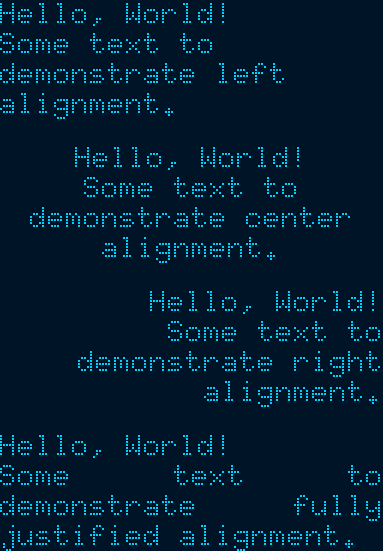 Hello, World!
Some text to
demonstrate left
alignment.
Hello, World!
Some text to
demonstrate center
alignment.
Hello, World!
Some text to
demonstrate right
alignment.
Hello, World!
Some text to
demonstrate fully
justified alignment.